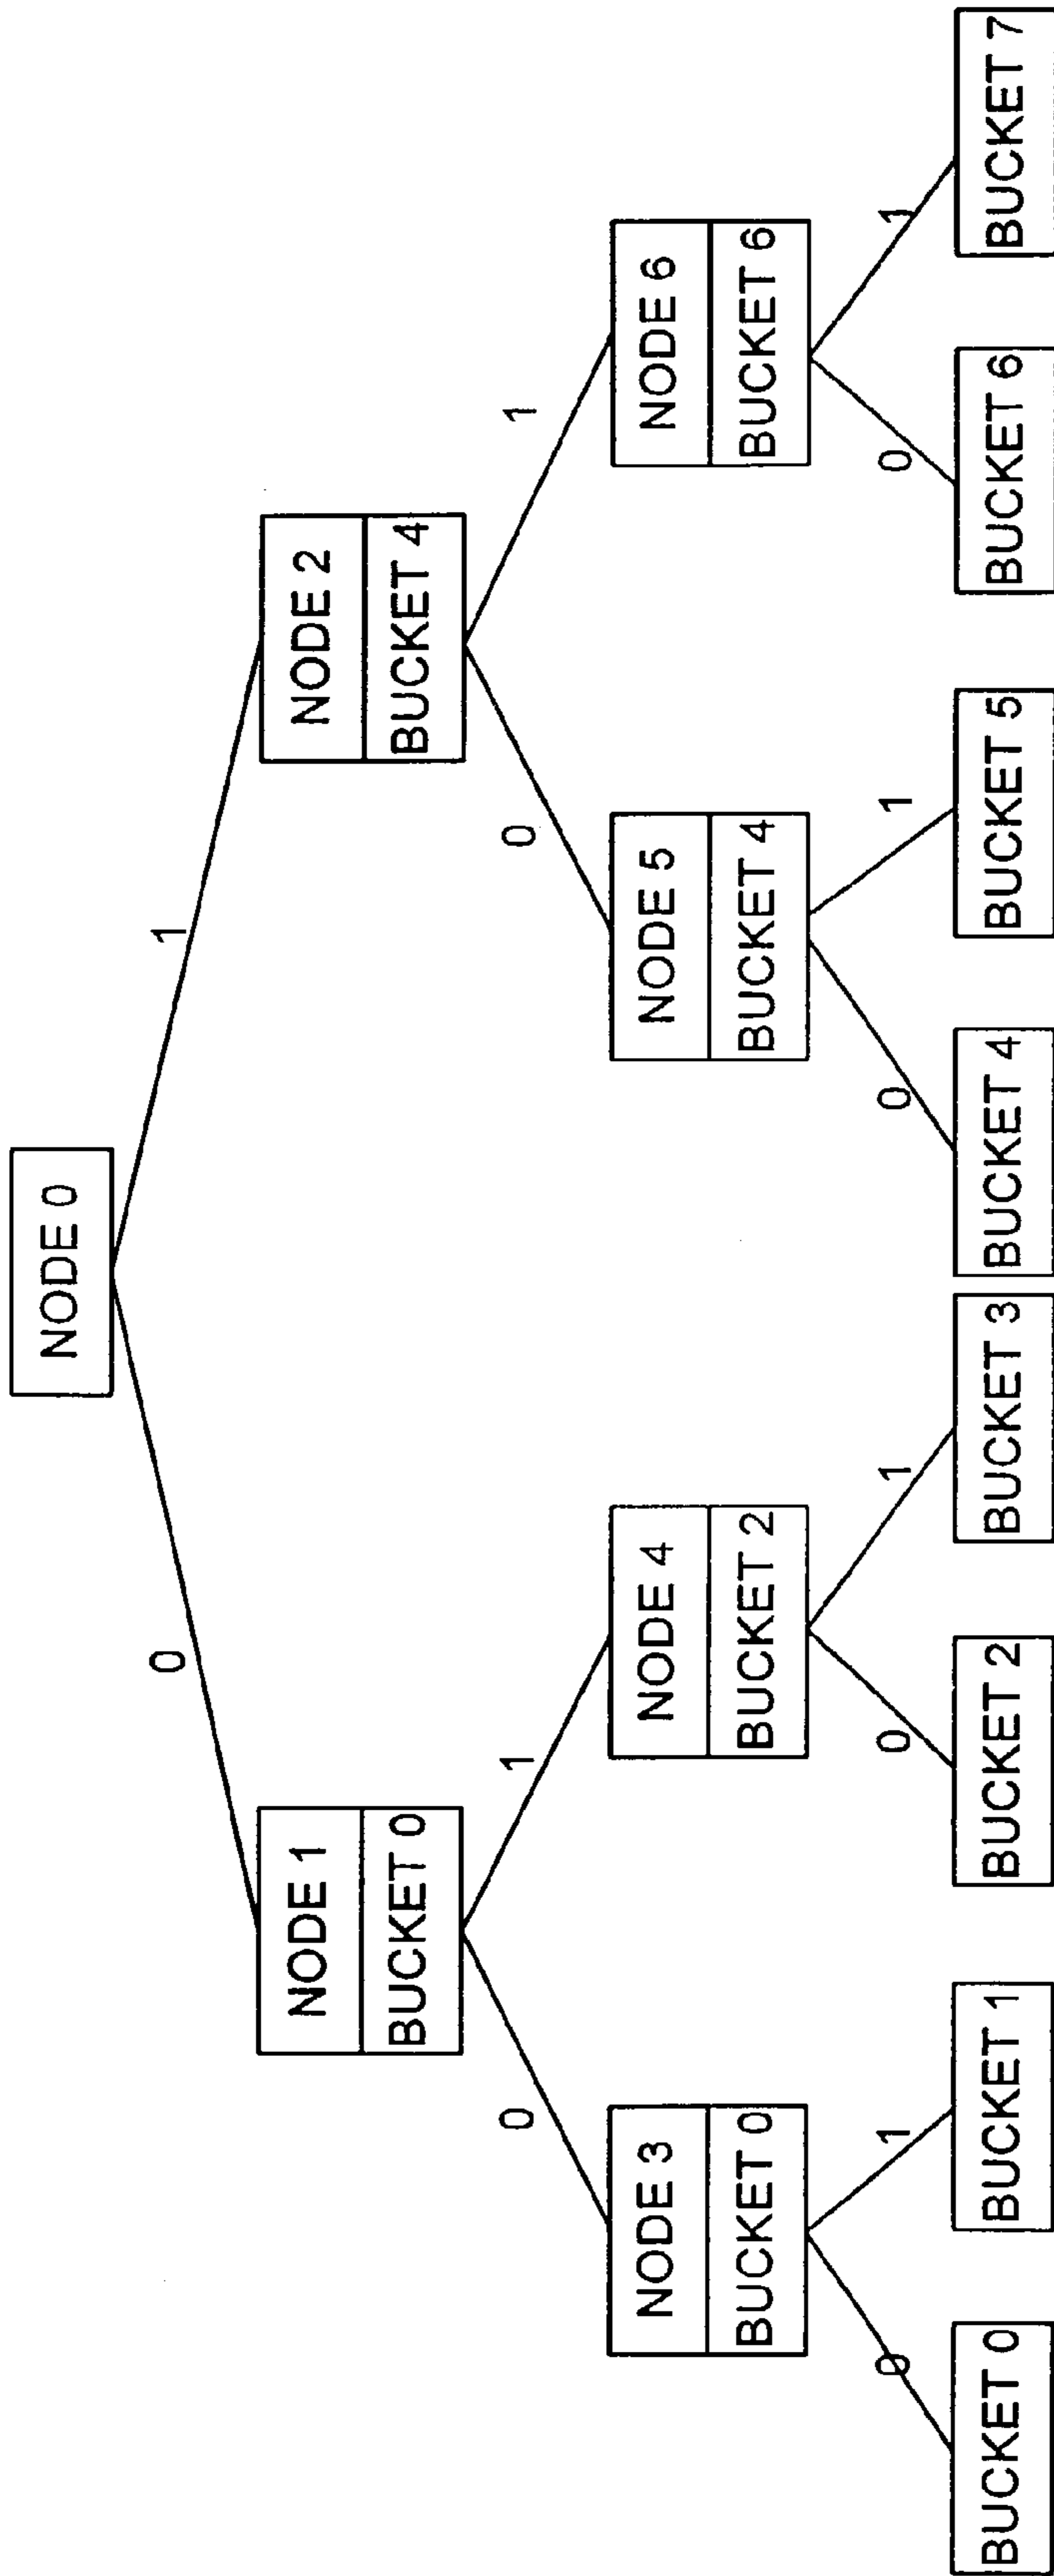 NODE 0
0
1
NODE 1
BUCKET 0
NODE 2
BUCKET 4
0
1
0
1
NODE 3
BUCKET 0
NODE 4
BUCKET 2
NODE 5
BUCKET 4
NODE 6
BUCKET 6
0
1
0
1
0
1
0
1
BUCKET 0
BUCKET 1
BUCKET 2
BUCKET 3
BUCKET 4
BUCKET 5
BUCKET 6
BUCKET 7